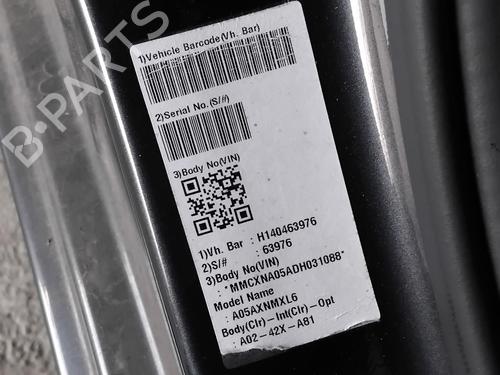 B-PARTS
1)Vehicle Barcode(Vh. Bar)
2)Serial No.(S/#)
3)Body No(VIN)
1)Vh. Bar : H140463976
2)S/# : 63976
3)Body No(VIN)
: *MMCXNA05ADH031088*
Model Name
: A05AXNMXL6
Body(Clr)-Int(Clr)-Opt
: A02-42X-A81